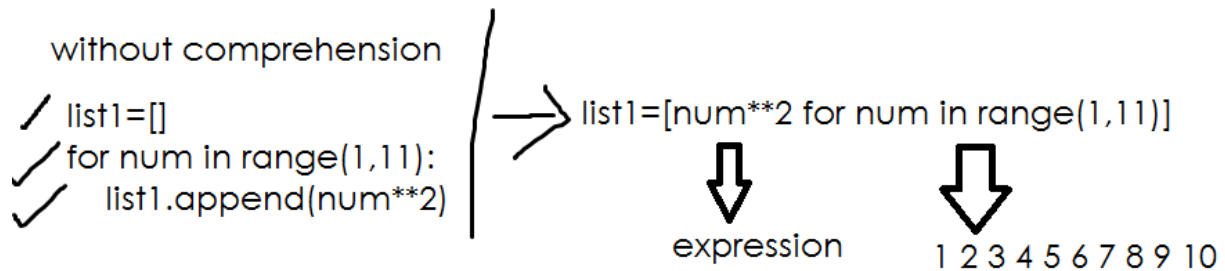 without comprehension
list1=[]
for num in range(1,11):
list1.append(num**2)
list1=[num**2 for num in range(1,11)]
expression
1 2 3 4 5 6 7 8 9 10